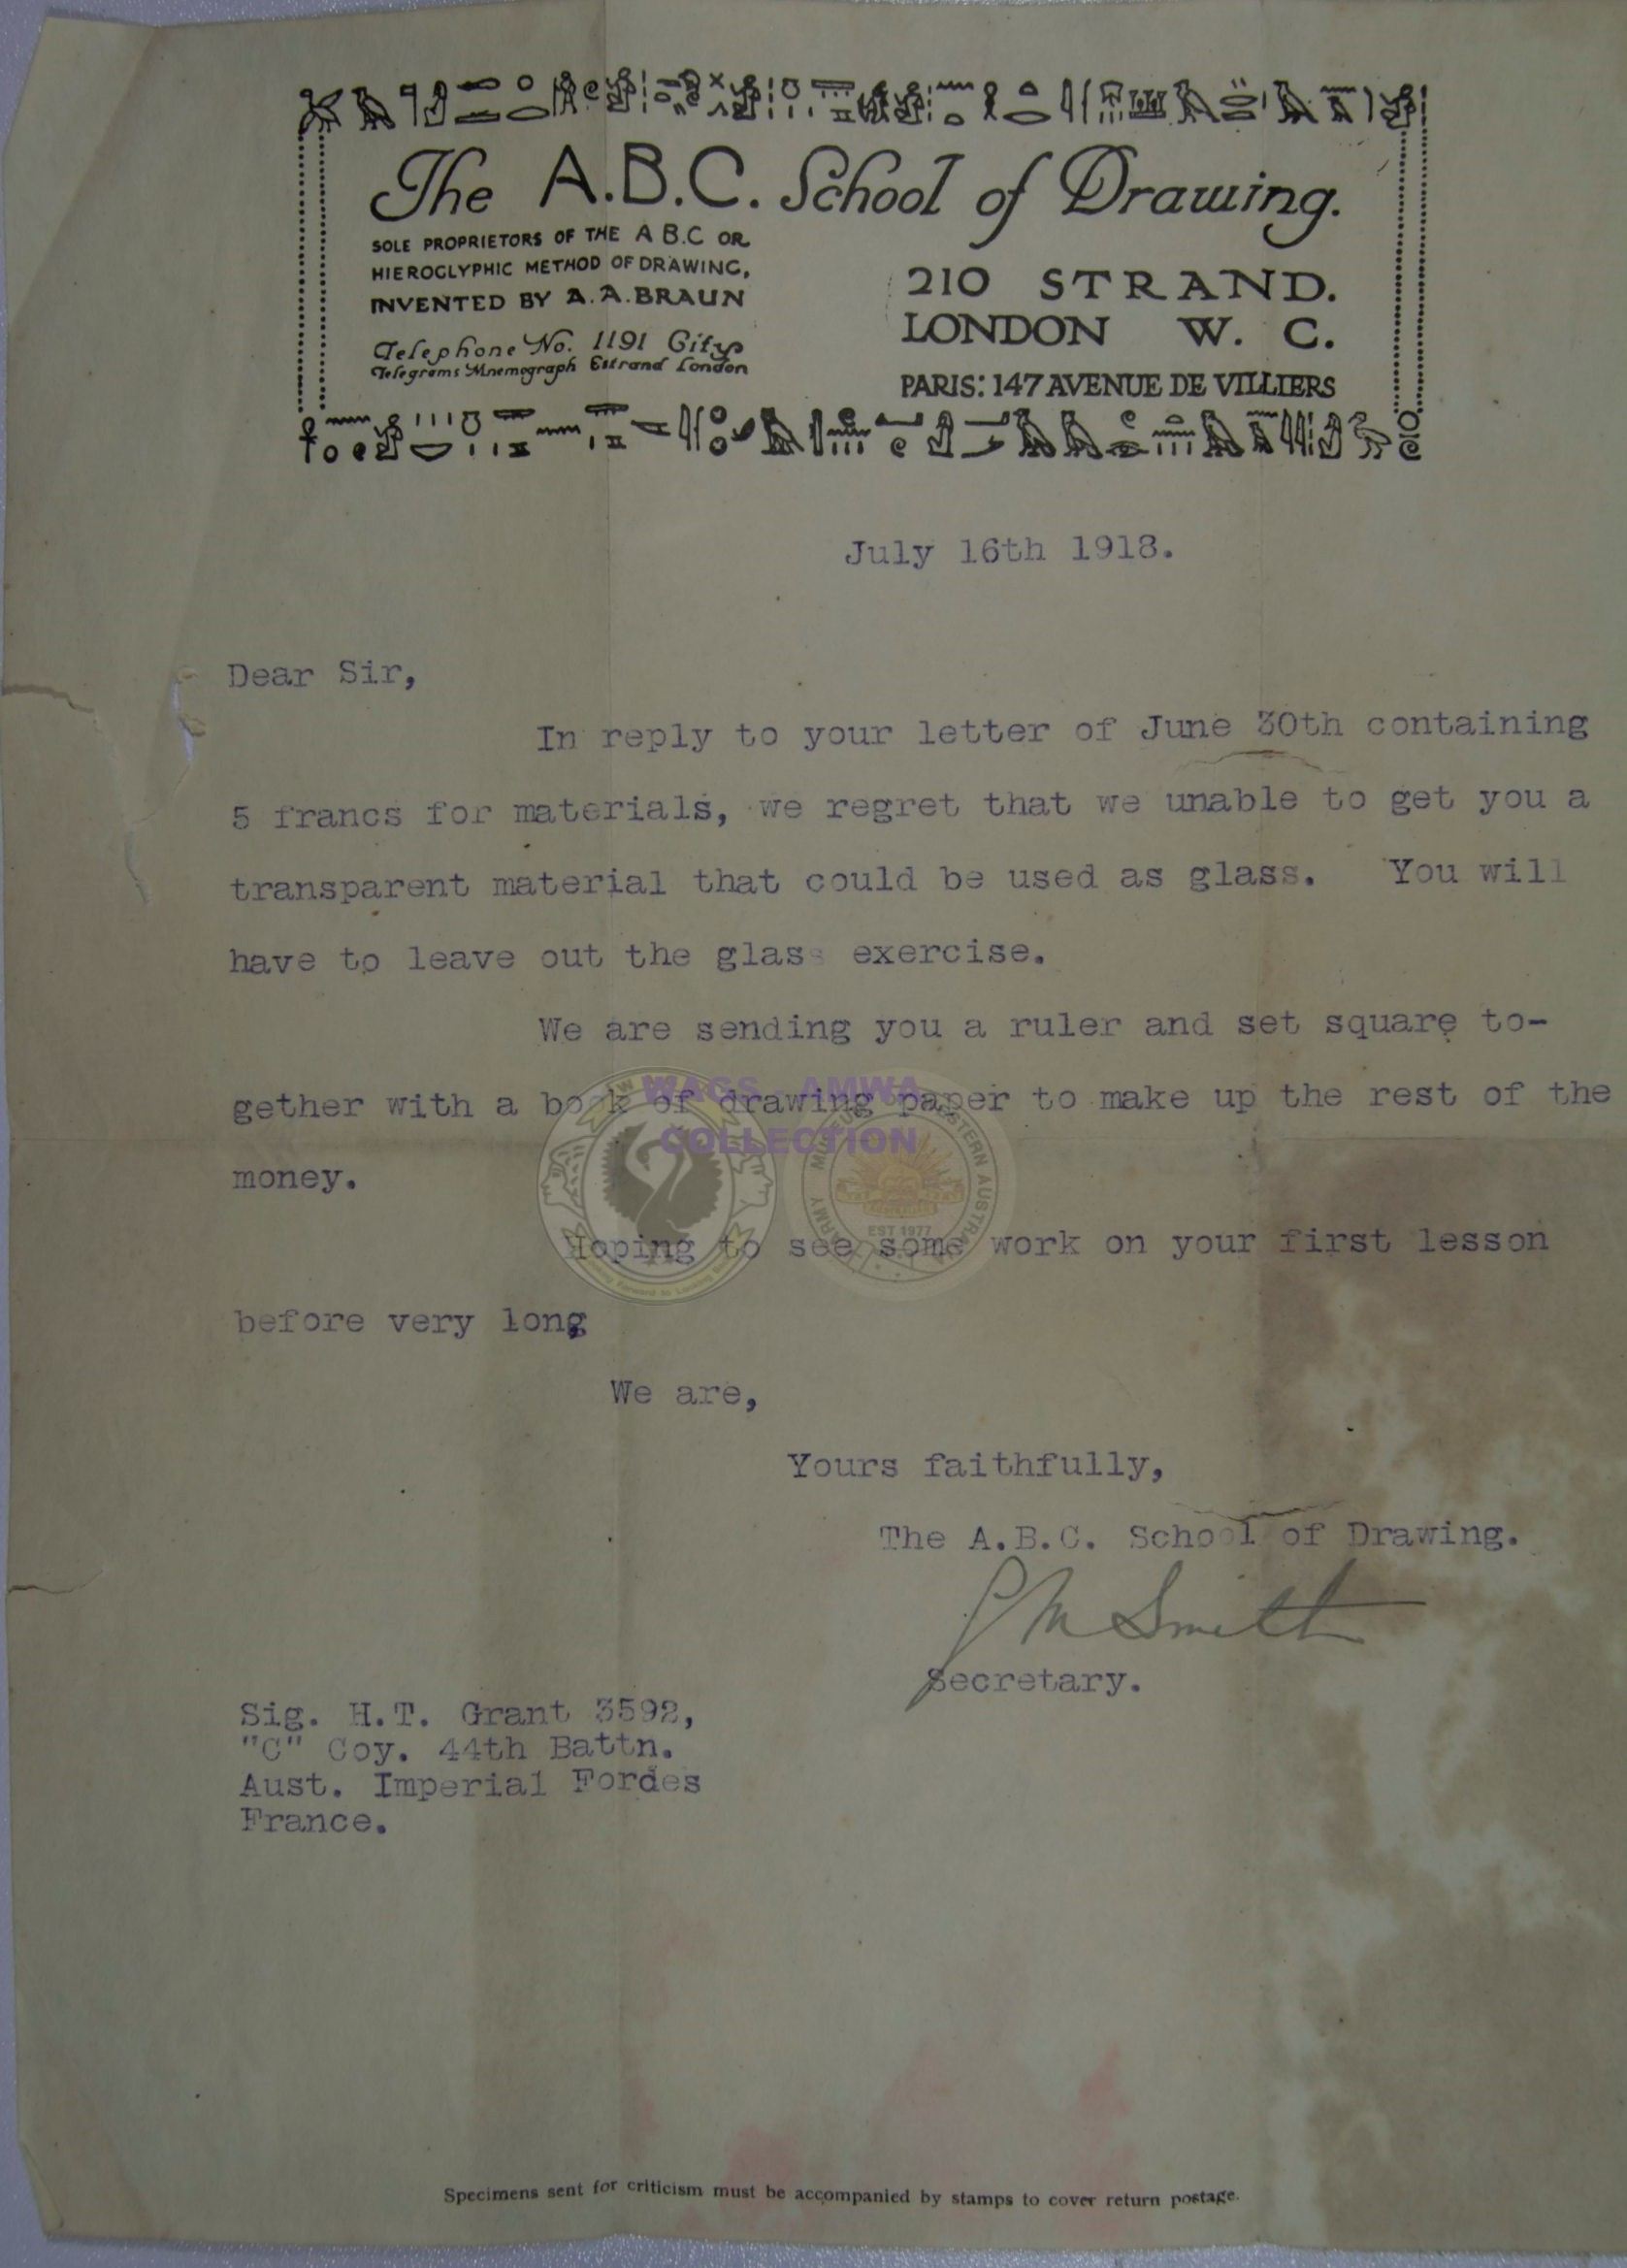 The A.B.C. School of Drawing.
SOLE PROPRIETORS OF THE A B.C OR
HIEROGLYPHIC METHOD OF DRAWING,
INVENTED BY A.A.BRAUN
Telephone No. 1191 City
Telegrams Mnemograph Estrand London
210 STRAND.
LONDON W. C.
PARIS: 147 AVENUE DE VILLIERS
July 16th 1918.
Dear Sir,
In reply to your letter of June 30th containing
5 francs for materials, we regret that we unable to get you a
transparent material that could be used as glass. You will
have to leave out the glass exercise.
We are sending you a ruler and set square to-
gether with a book of drawing paper to make up the rest of the
money.
Hoping to see some work on your first lesson
before very long
We are,
Yours faithfully,
The A.B.C. School of Drawing.
Smith
Secretary.
Sig. H.T. Grant 3592,
"C" Coy. 44th Battn.
Aust. Imperial Fordes
France.
Specimens sent for criticism must be accompanied by stamps to cover return postage.
WAGS - AMWA
COLLECTION
EST 1977